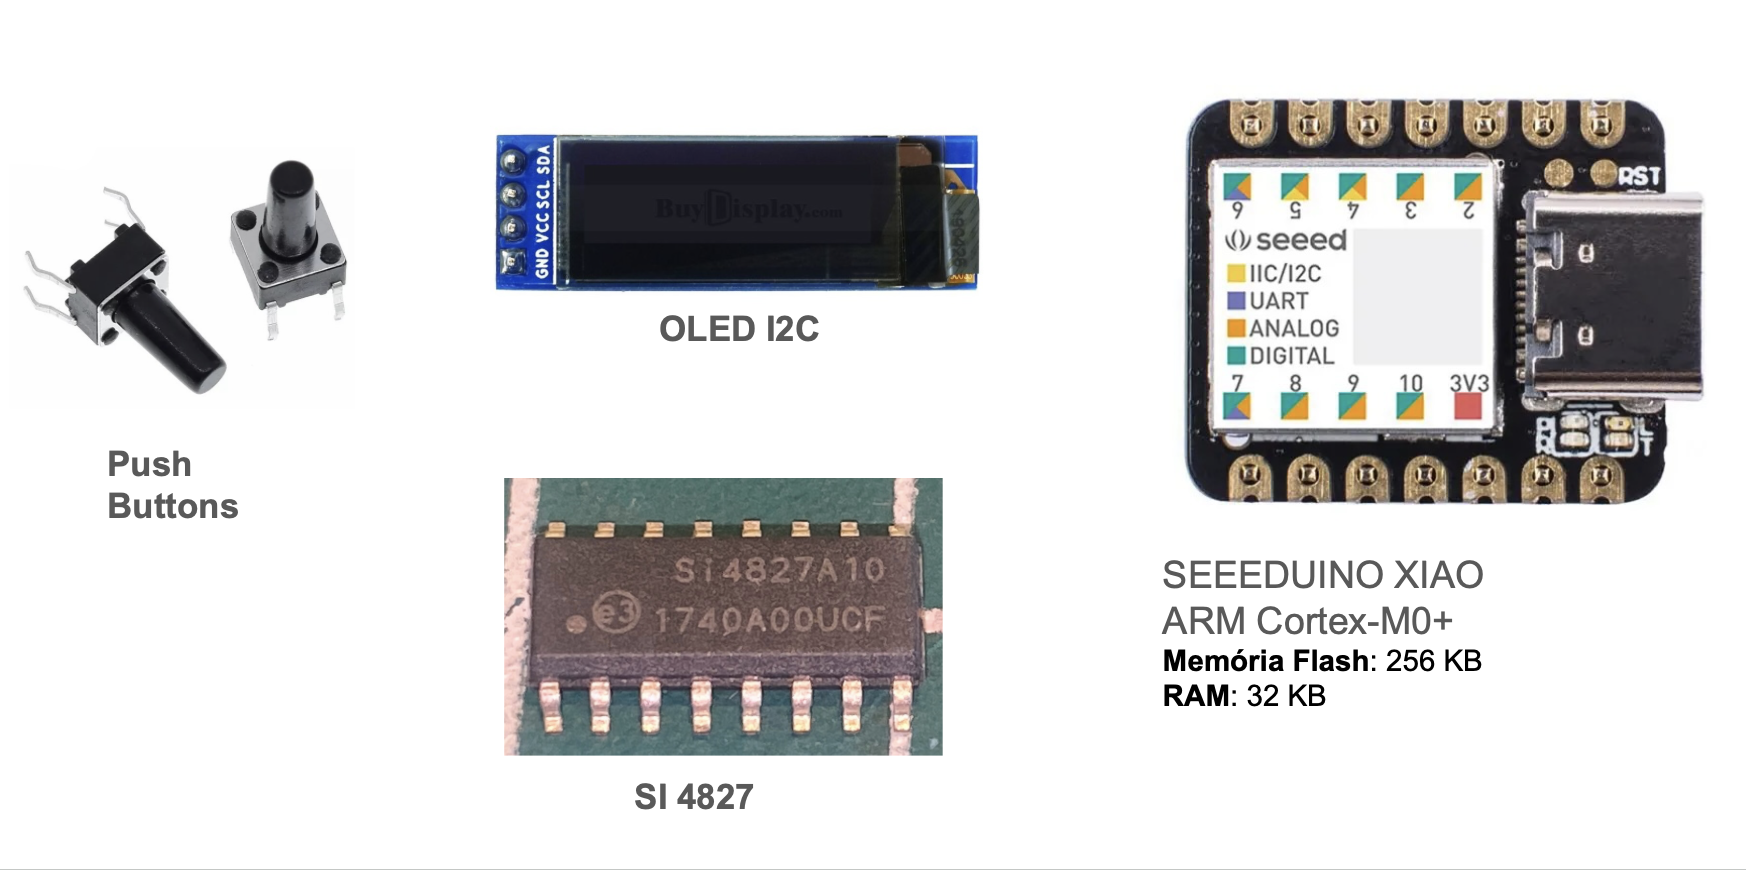 Push
Buttons
GND VCC SCL SDA
BuyDisplay.com
OLED I2C
Si4827A10
e3 1740A00UCF
SI 4827
RST
6 5 4 3 2
seeed
IIC/I2C
UART
ANALOG
DIGITAL
7 8 9 10 3V3
SEEEDUINO XIAO
ARM Cortex-M0+
Memória Flash: 256 KB
RAM: 32 KB